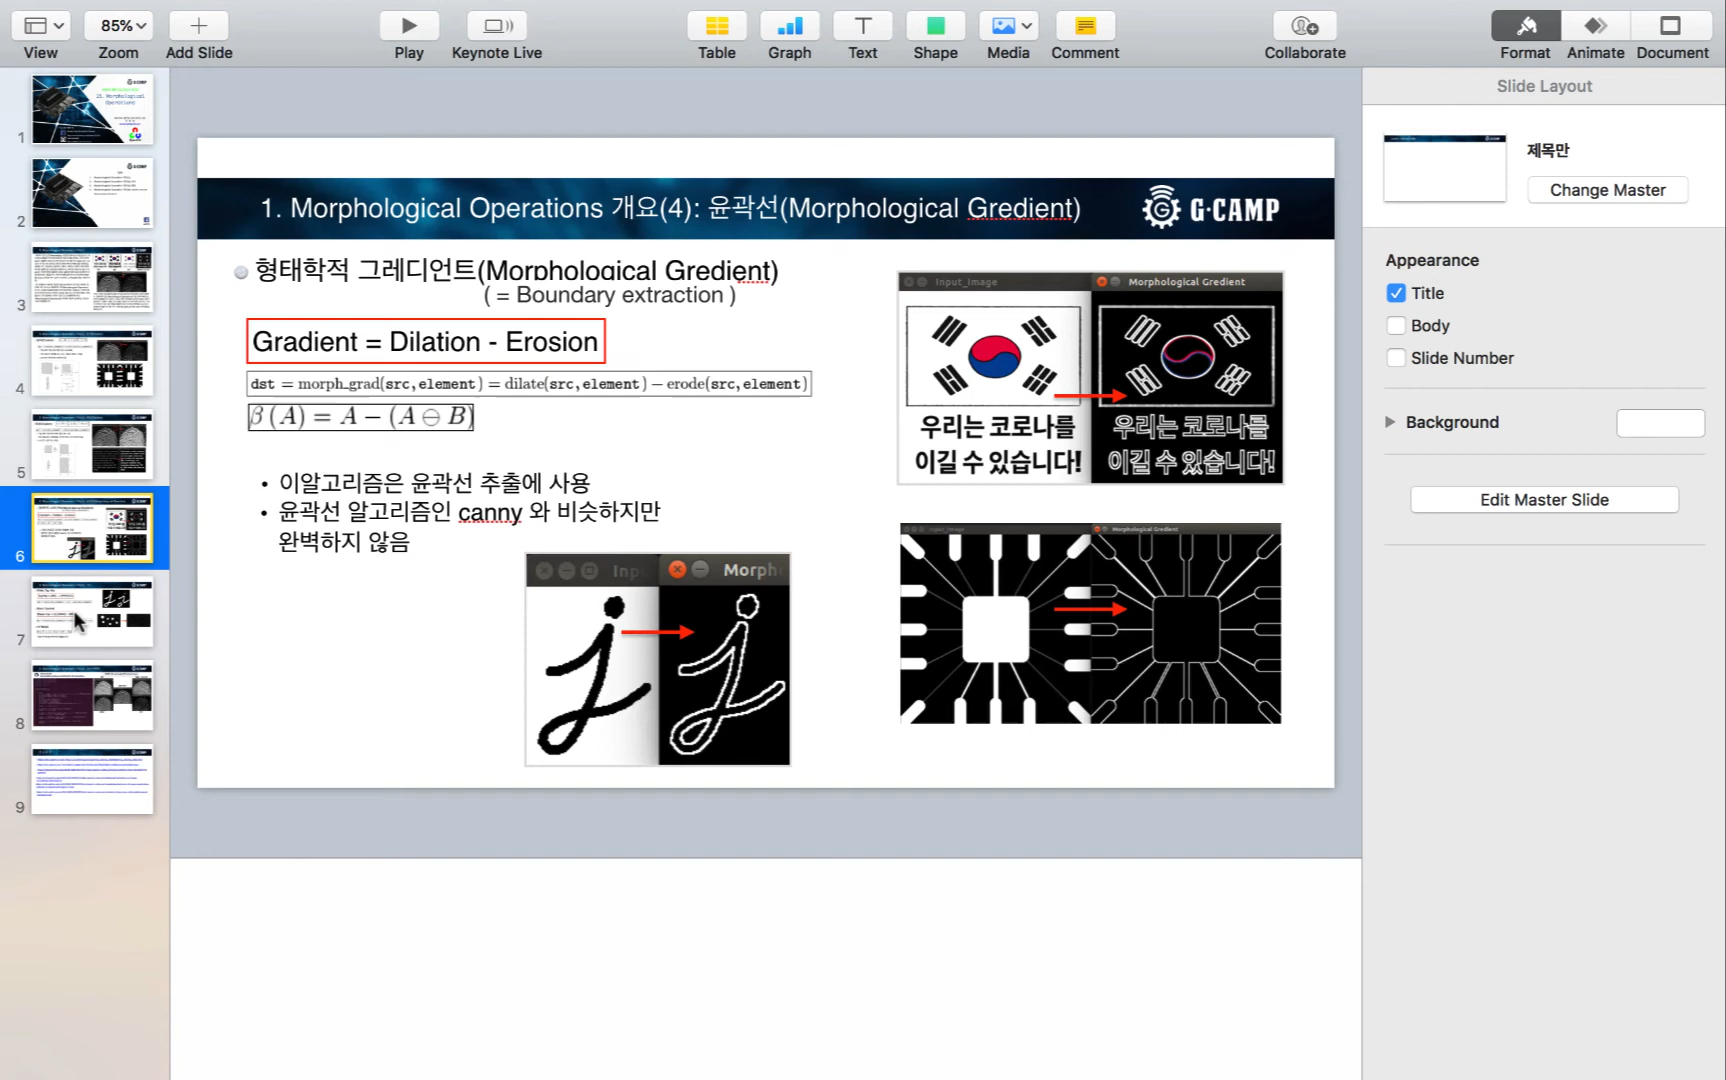 View
85%
Zoom
Add Slide
Play
Keynote Live
Table
Graph
Text
Shape
Media
Comment
Collaborate
Format
Animate
Document
1
2
3
4
5
6
7
8
9
1. Morphological Operations 개요(4): 윤곽선(Morphological Gredient)
G·CAMP
형태학적 그레디언트(Morphological Gredient)
( = Boundary extraction )
Gradient = Dilation - Erosion
dst = morph_grad(src, element) = dilate(src, element) − erode(src, element)
β (A) = A − (A ⊖ B)
• 이알고리즘은 윤곽선 추출에 사용
• 윤곽선 알고리즘인 canny 와 비슷하지만
완벽하지 않음
Inp
Morph
Input_Image
Morphological Gredient
우리는 코로나를
이길 수 있습니다!
우리는 코로나를
이길 수 있습니다!
Input_Image
Morphological Gredient
Slide Layout
제목만
Change Master
Appearance
Title
Body
Slide Number
Background
Edit Master Slide